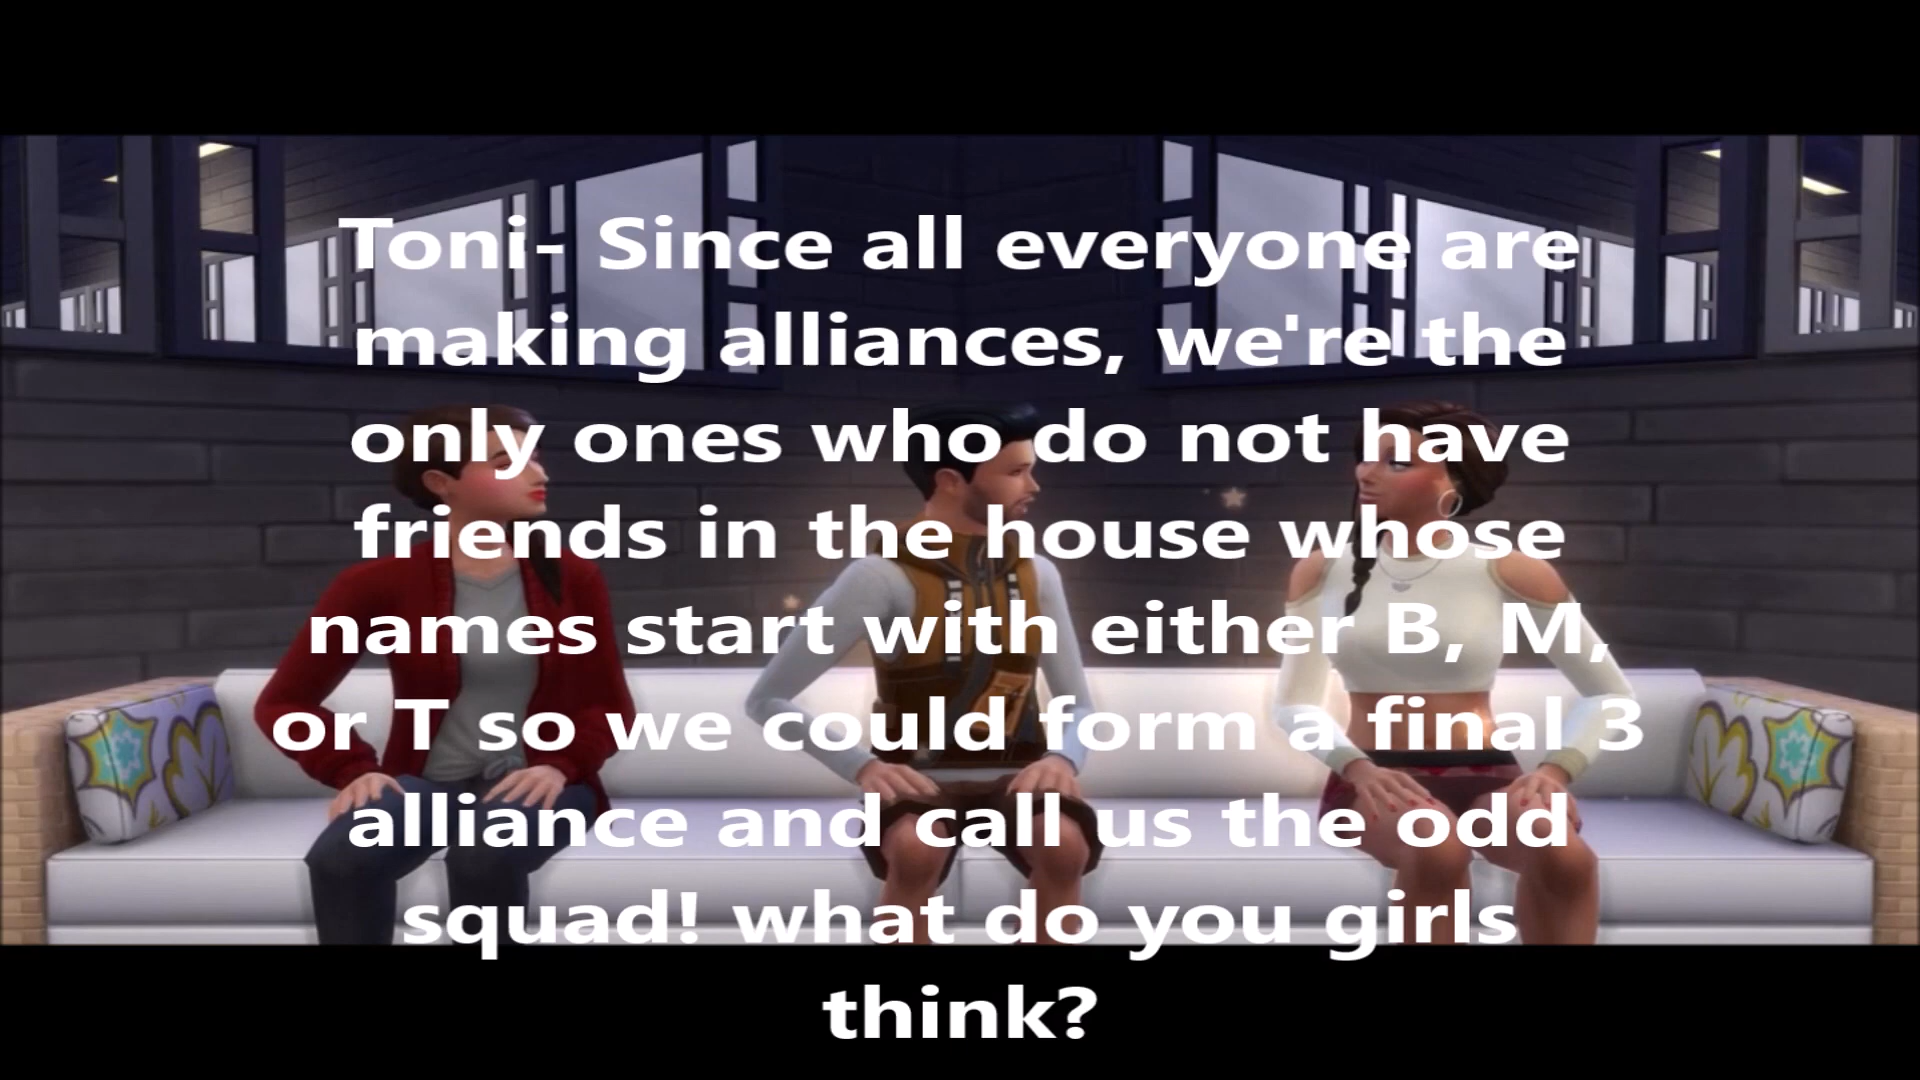 Toni- Since all everyone are
making alliances, we're the
only ones who do not have
friends in the house whose
names start with either B, M,
or T so we could form a final 3
alliance and call us the odd
squad! what do you girls
think?